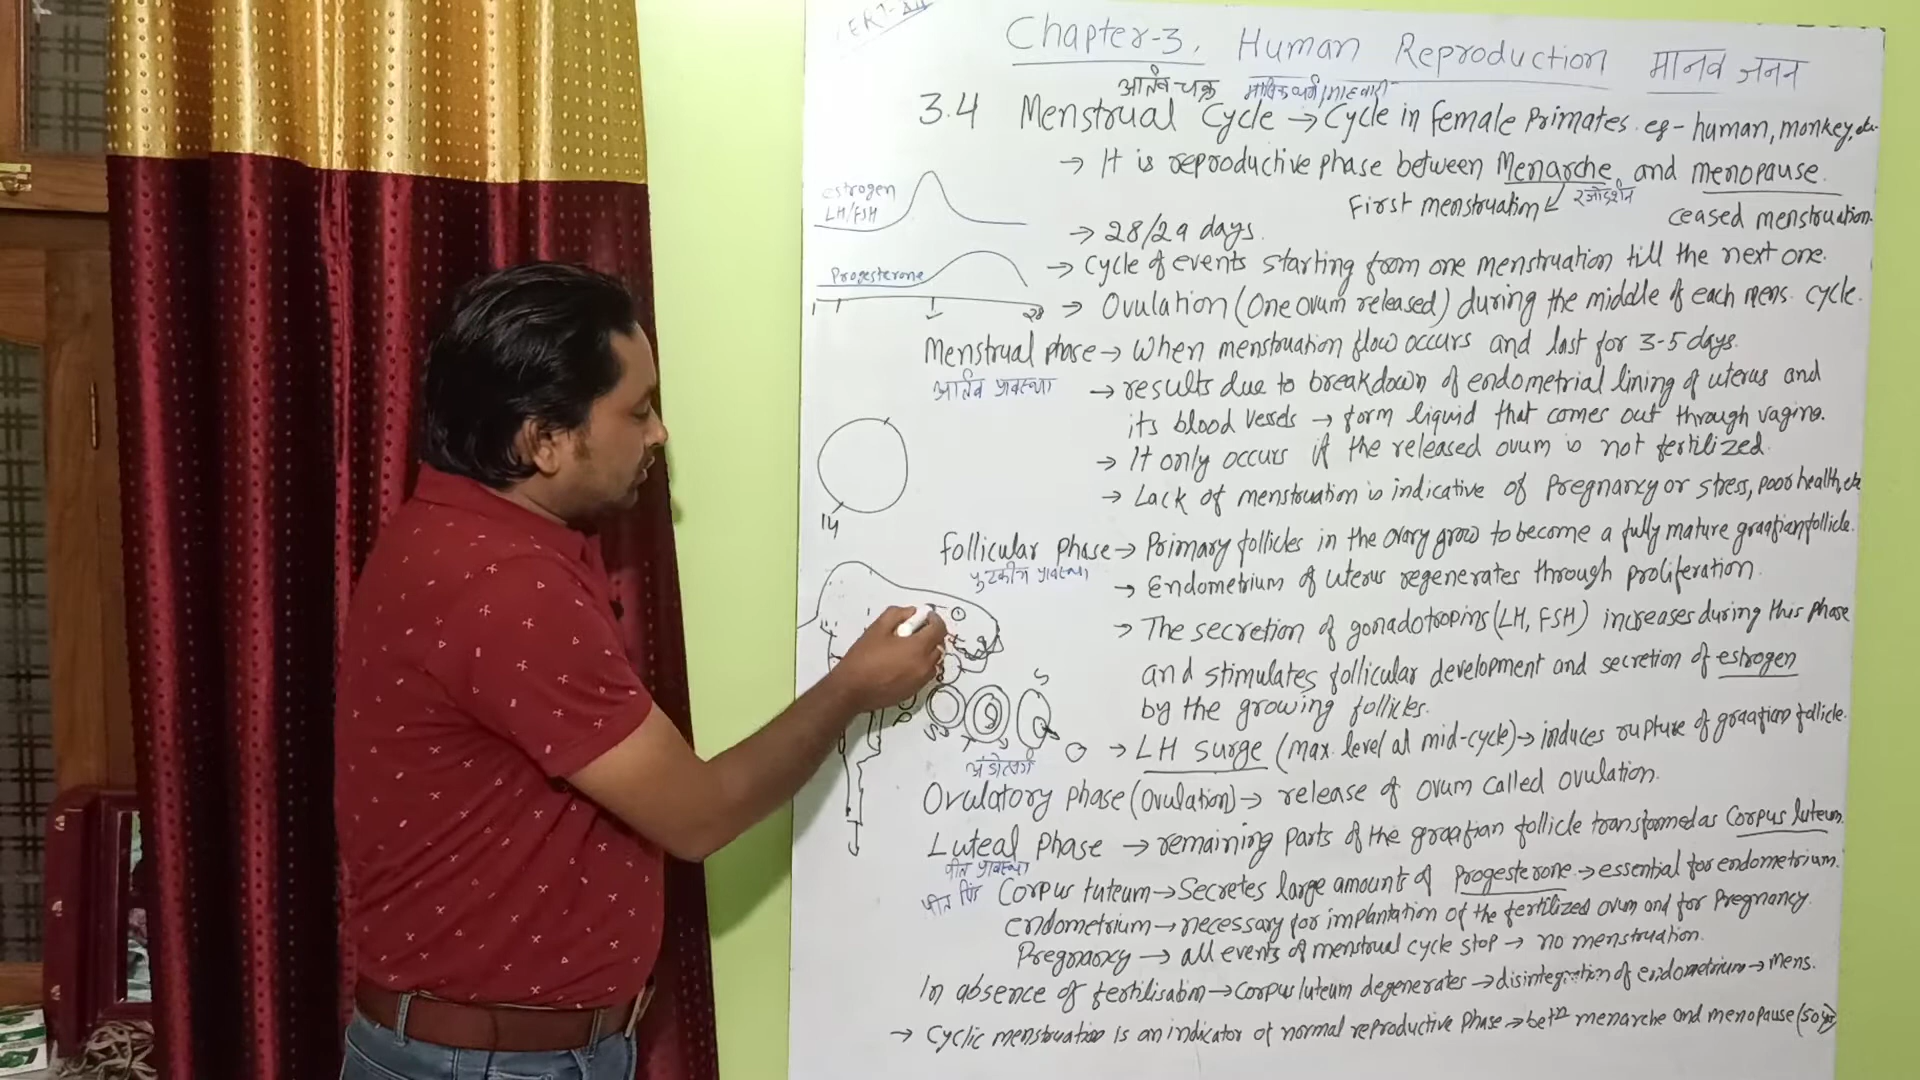 Chapter-3, Human Reproduction मानव जनन
आर्तव चक्र
3.4 Menstrual Cycle → Cycle in female Primates. eg - human, monkey, etc
→ It is reproductive phase between Menarche and menopause.
First menstruation रजोदर्शन ceased menstruation.
→ 28/29 days.
→ Cycle of events starting from one menstruation till the next one.
→ Ovulation (One ovum released) during the middle of each mens. cycle.
estrogen
LH/FSH
Progesterone
1 28
Menstrual phase → When menstruation flow occurs and last for 3-5 days.
आर्तव प्रावस्था → results due to breakdown of endometrial lining of uterus and
its blood vessels → form liquid that comes out through vagina.
→ It only occurs if the released ovum is not fertilized.
→ Lack of menstruation is indicative of Pregnancy or stress, poor health, etc
14
Follicular Phase → Primary follicles in the ovary grow to become a fully mature graafian follicle.
पुटकीय प्रावस्था → Endometrium of uterus regenerates through proliferation.
→ The secretion of gonadotropins (LH, FSH) increases during this phase
and stimulates follicular development and secretion of estrogen
by the growing follicles.
→ LH Surge (max. level at mid-cycle) → induces rupture of graafian follicle.
अंडोत्सर्ग
Ovulatory phase (Ovulation) → release of ovum called ovulation.
Luteal Phase → remaining parts of the graafian follicle transformed as Corpus luteum.
पीत प्रावस्था
पीत पिंड Corpus luteum → Secretes large amounts of Progesterone → essential for endometrium.
endometrium → necessary for implantation of the fertilized ovum and for Pregnancy.
Pregnancy → all events of menstrual cycle stop → no menstruation.
In absence of fertilisation → corpus luteum degenerates → disintegration of endometrium → mens.
→ Cyclic menstruation is an indicator of normal reproductive phase → betn menarche and menopause (50 yrs)